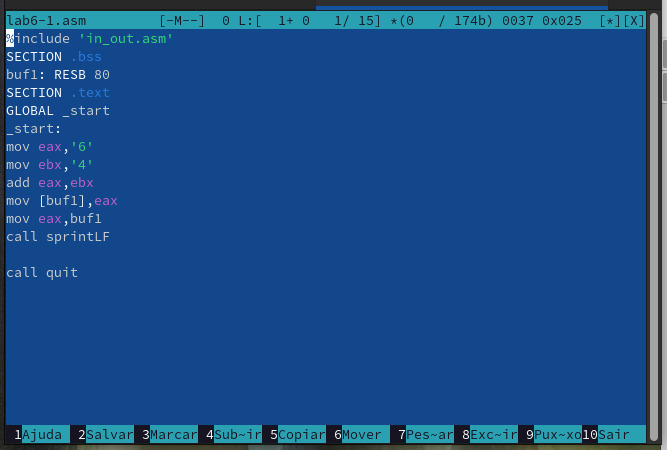 lab6-1.asm [-M--] 0 L:[ 1+ 0 1/ 15] *(0 / 174b) 0037 0x025 [*][X]
%include 'in_out.asm'
SECTION .bss
buf1: RESB 80
SECTION .text
GLOBAL _start
_start:
mov eax,'6'
mov ebx,'4'
add eax,ebx
mov [buf1],eax
mov eax,buf1
call sprintLF
call quit
1Ajuda 2Salvar 3Marcar 4Sub~ir 5Copiar 6Mover 7Pes~ar 8Exc~ir 9Pux~xo 10Sair